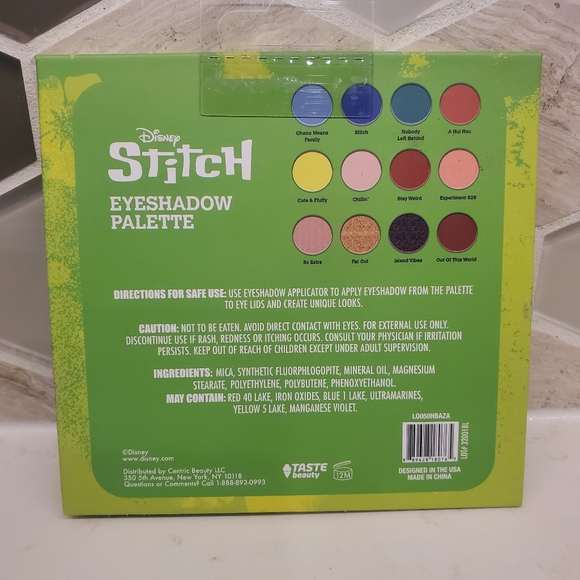 Disney
Stitch
EYESHADOW
PALETTE
Ohana Means
Family
Stitch
Nobody
Left Behind
A Hui Hou
Cute & Fluffy
Chillin'
Stay Weird
Experiment 626
So Extra
Far Out
Island Vibes
Out Of This World
DIRECTIONS FOR SAFE USE: USE EYESHADOW APPLICATOR TO APPLY EYESHADOW FROM THE PALETTE
TO EYE LIDS AND CREATE UNIQUE LOOKS.
CAUTION: NOT TO BE EATEN. AVOID DIRECT CONTACT WITH EYES. FOR EXTERNAL USE ONLY.
DISCONTINUE USE IF RASH, REDNESS OR ITCHING OCCURS. CONSULT YOUR PHYSICIAN IF IRRITATION
PERSISTS. KEEP OUT OF REACH OF CHILDREN EXCEPT UNDER ADULT SUPERVISION.
INGREDIENTS: MICA, SYNTHETIC FLUORPHLOGOPITE, MINERAL OIL, MAGNESIUM
STEARATE, POLYETHYLENE, POLYBUTENE, PHENOXYETHANOL.
MAY CONTAIN: RED 40 LAKE, IRON OXIDES, BLUE 1 LAKE, ULTRAMARINES,
YELLOW 5 LAKE, MANGANESE VIOLET.
LO050HBAZA
LOT# 320018L
©Disney
www.disney.com
Distributed by Centric Beauty LLC
350 5th Avenue, New York, NY 10118
Questions or Comments? Call 1-888-893-0993
TASTE
beauty
12M
DESIGNED IN THE USA
MADE IN CHINA